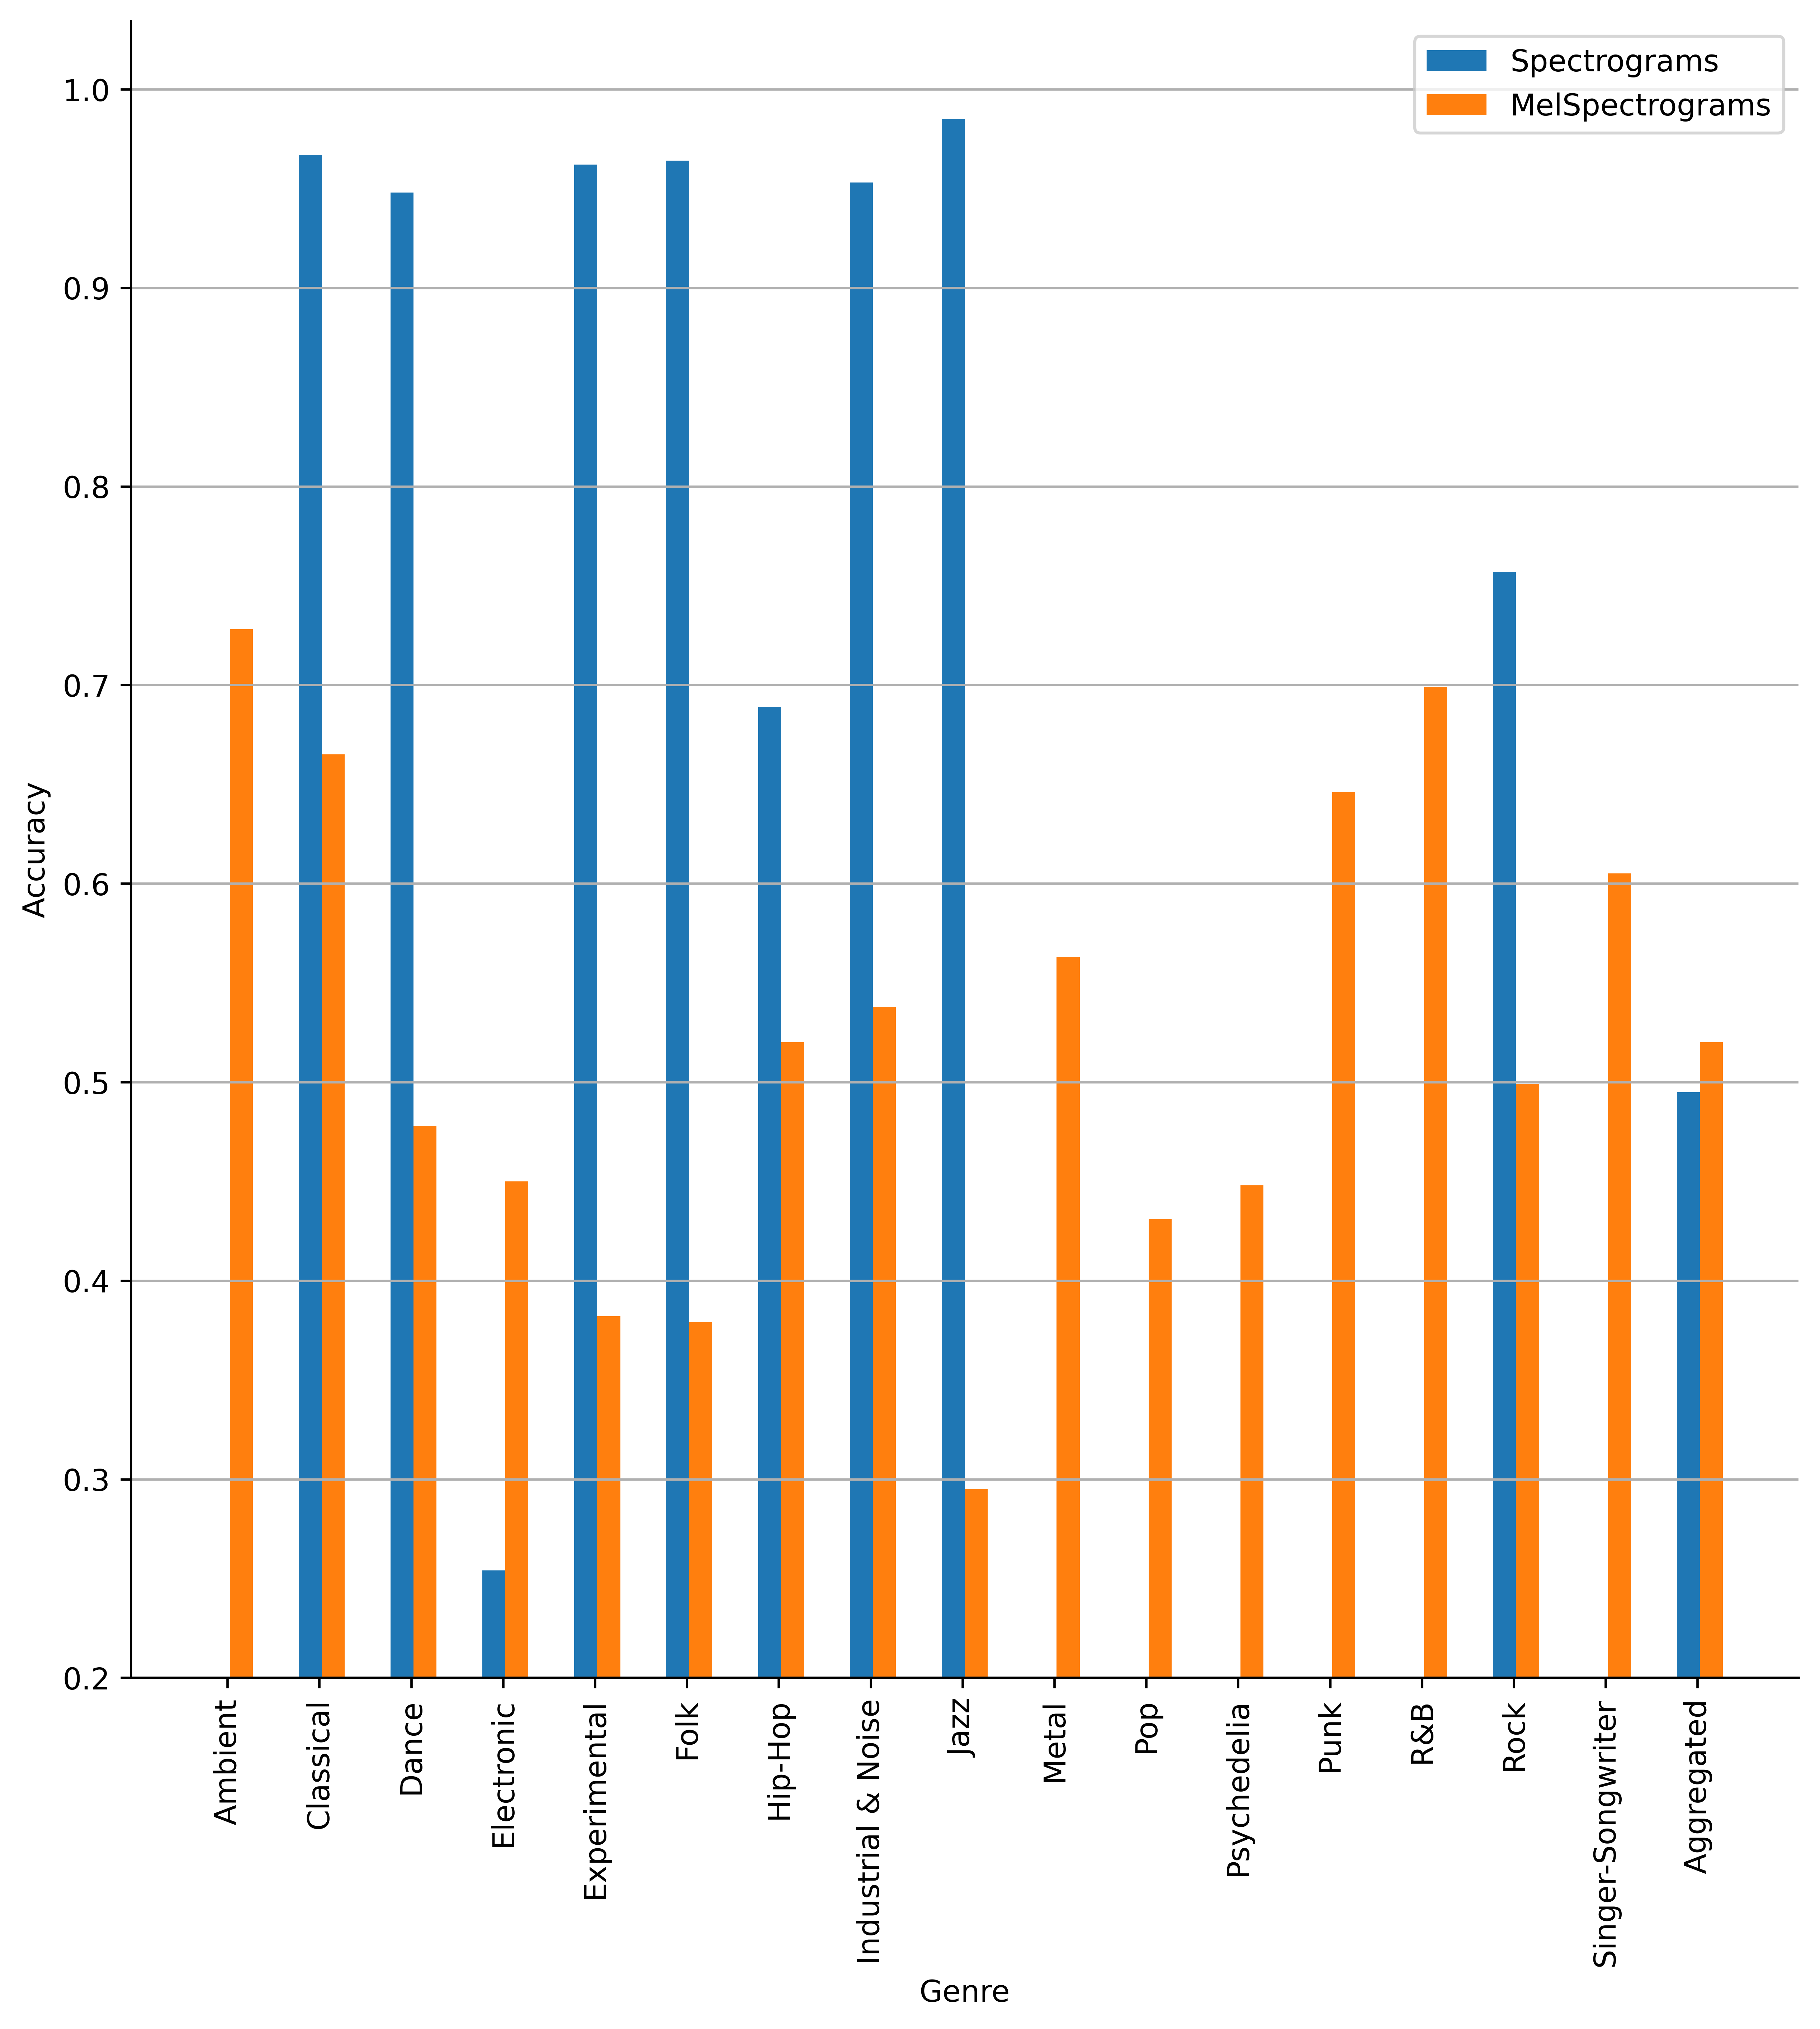 Spectrograms
MelSpectrograms
1.0
0.9
0.8
0.7
0.6
0.5
0.4
0.3
0.2
Accuracy
Ambient
Classical
Dance
Electronic
Experimental
Folk
Hip-Hop
Industrial & Noise
Jazz
Metal
Pop
Psychedelia
Punk
R&B
Rock
Singer-Songwriter
Aggregated
Genre